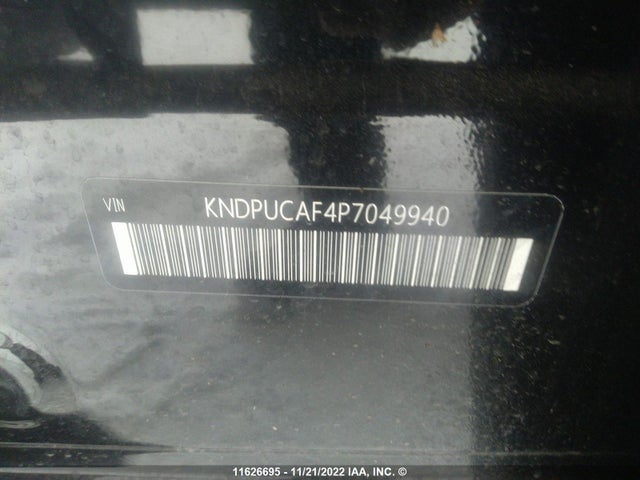 VIN
KNDPUCAF4P7049940
11626695 - 11/21/2022 IAA, INC. ©